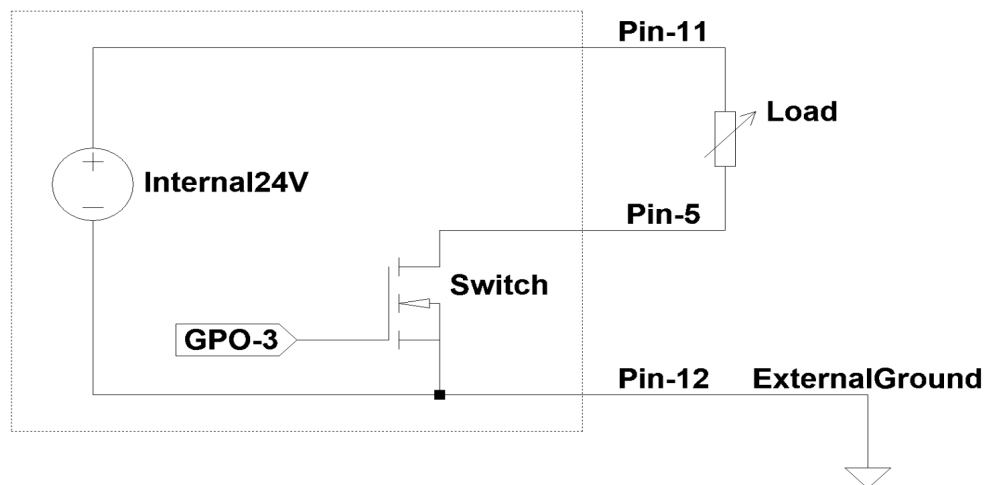 Pin-11
Load
Internal24V
Pin-5
Switch
GPO-3
Pin-12 ExternalGround